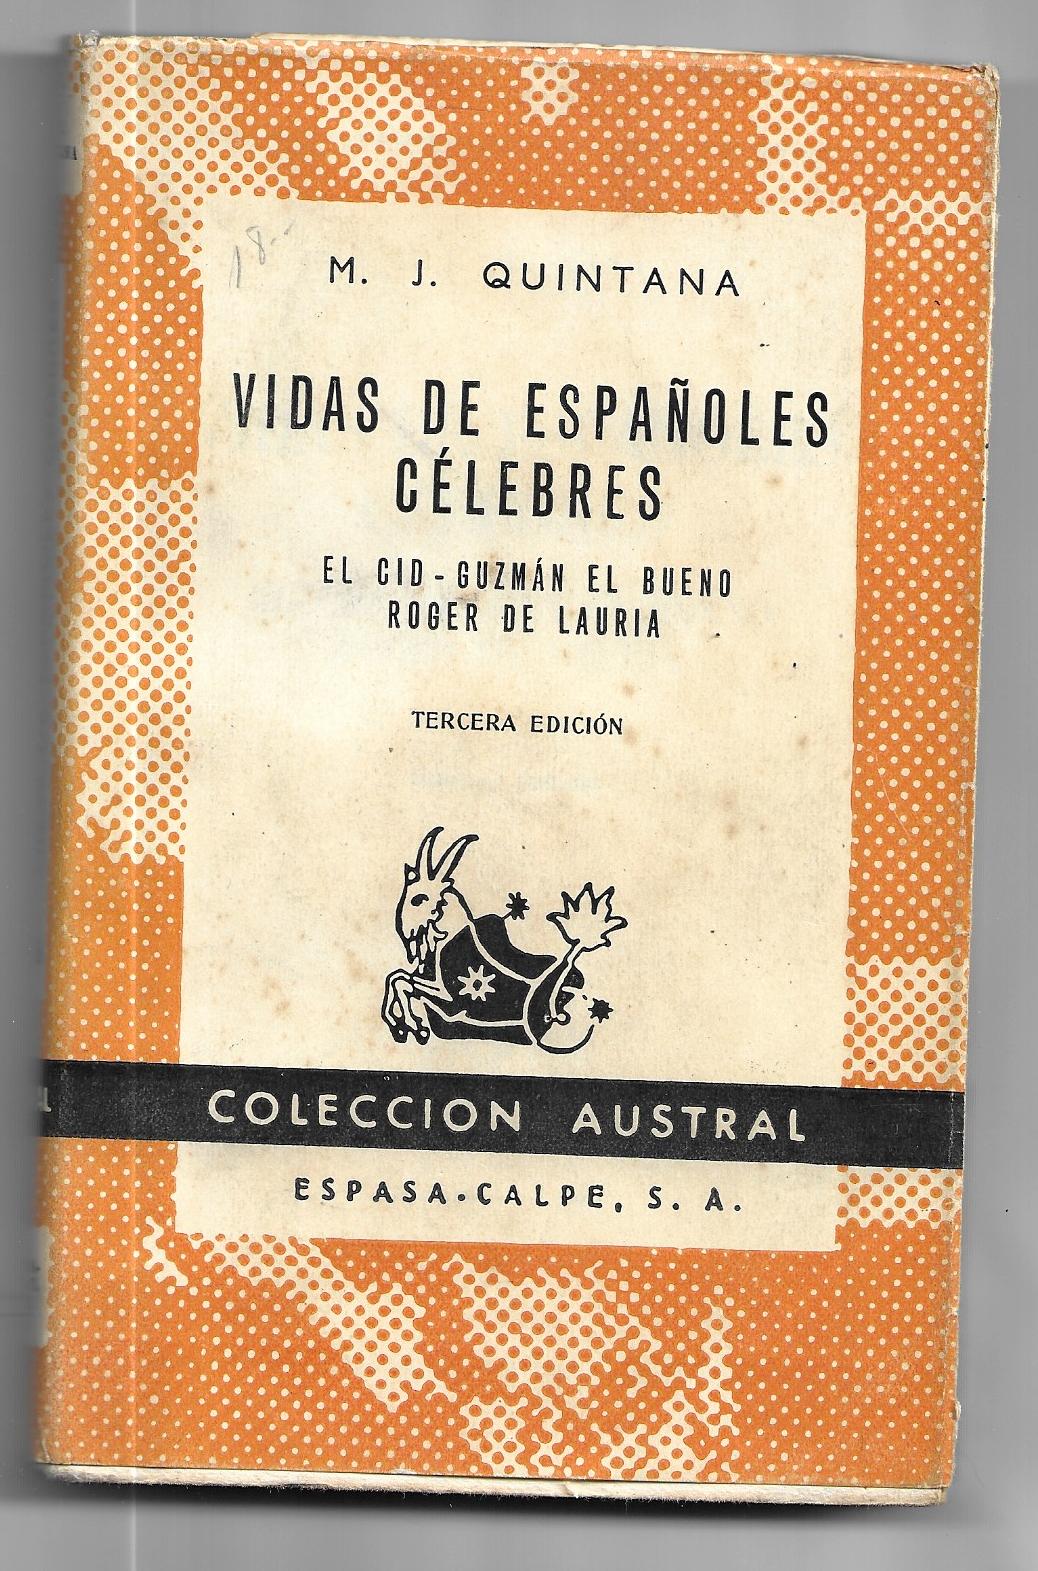 18
M. J. QUINTANA
VIDAS DE ESPAÑOLES
CÉLEBRES
EL CID - GUZMÁN EL BUENO
ROGER DE LAURIA
TERCERA EDICIÓN
COLECCION AUSTRAL
ESPASA-CALPE, S. A.